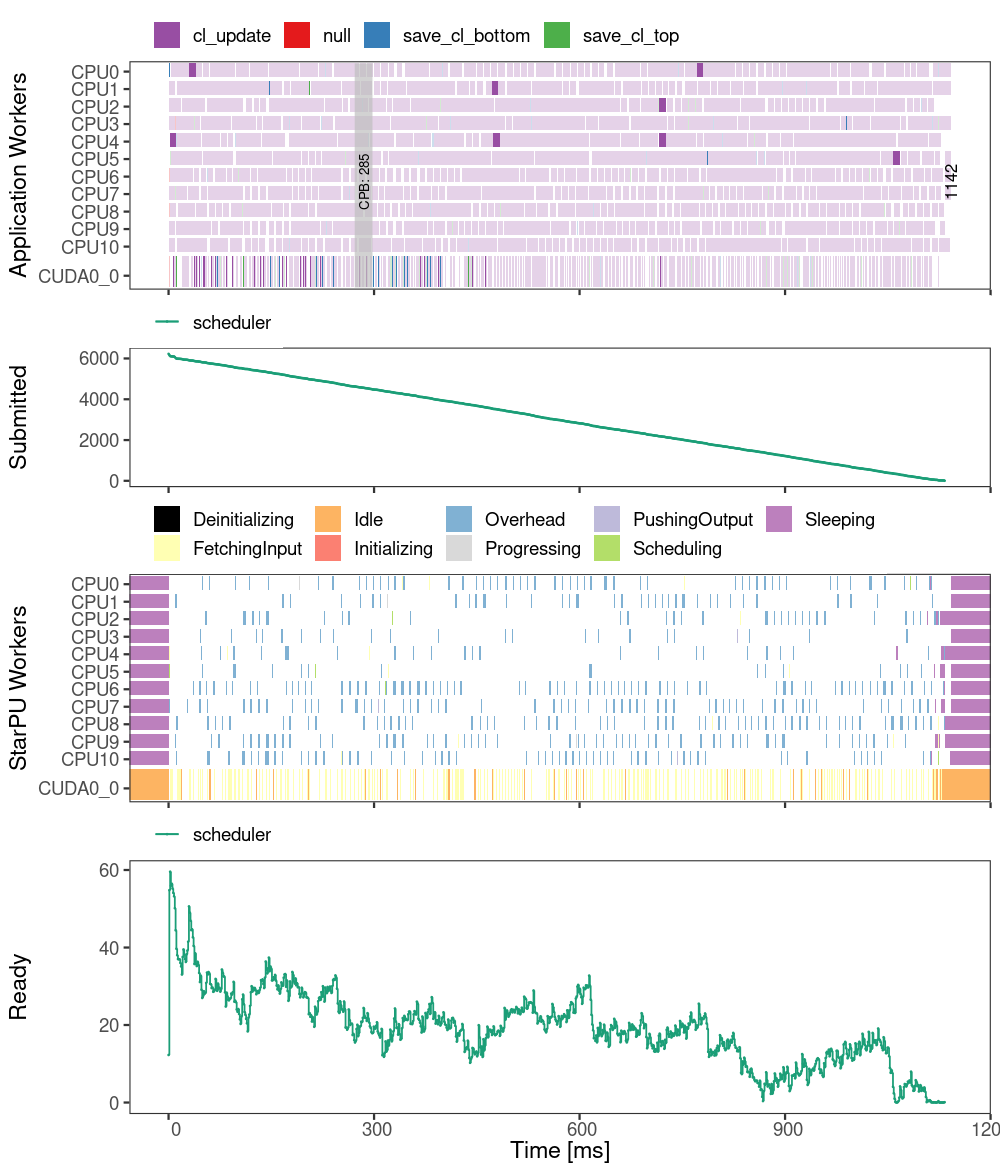 cl_update null save_cl_bottom save_cl_top
Application Workers
CPU0
CPU1
CPU2
CPU3
CPU4
CPU5
CPU6
CPU7
CPU8
CPU9
CPU10
CUDA0_0
CPB: 285
1142
scheduler
Submitted
6000
4000
2000
0
Deinitializing Idle Overhead PushingOutput Sleeping
FetchingInput Initializing Progressing Scheduling
StarPU Workers
CPU0
CPU1
CPU2
CPU3
CPU4
CPU5
CPU6
CPU7
CPU8
CPU9
CPU10
CUDA0_0
scheduler
Ready
60
40
20
0
0 300 600 900 120
Time [ms]